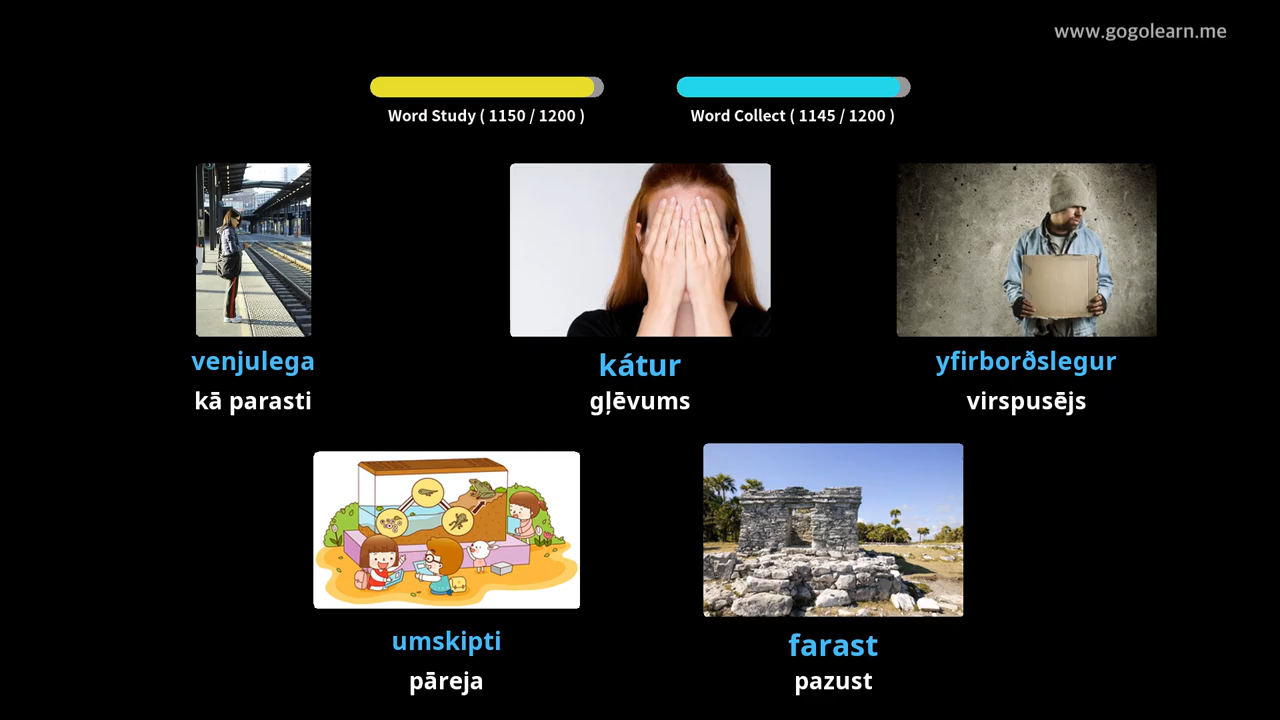 www.gogolearn.me
Word Study ( 1150 / 1200 )
Word Collect ( 1145 / 1200 )
venjulega
kā parasti
kátur
gļēvums
yfirborðslegur
virspusējs
umskipti
pāreja
farast
pazust